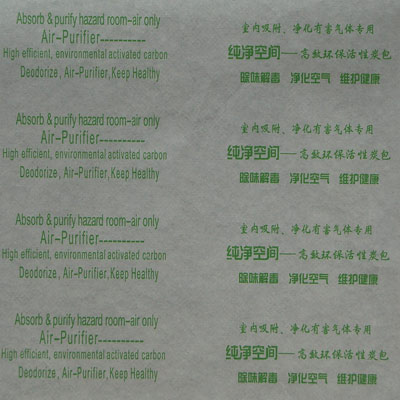 Absorb & purify hazard room-air only
Air-Purifier----------
High efficient, environmental activated carbon
Deodorize, Air-Purifier, Keep Healthy
室内吸附、净化有害气体专用
纯净空间——高效环保活性炭包
除味解毒 净化空气 维护健康
Absorb & purify hazard room-air only
Air-Purifier----------
High efficient, environmental activated carbon
Deodorize, Air-Purifier, Keep Healthy
室内吸附、净化有害气体专用
纯净空间——高效环保活性炭包
除味解毒 净化空气 维护健康
Absorb & purify hazard room-air only
Air-Purifier----------
High efficient, environmental activated carbon
Deodorize, Air-Purifier, Keep Healthy
室内吸附、净化有害气体专用
纯净空间——高效环保活性炭包
除味解毒 净化空气 维护健康
Absorb & purify hazard room-air only
Air-Purifier----------
High efficient, environmental activated carbon
Deodorize, Air-Purifier, Keep Healthy
室内吸附、净化有害气体专用
纯净空间——高效环保活性炭包
除味解毒 净化空气 维护健康